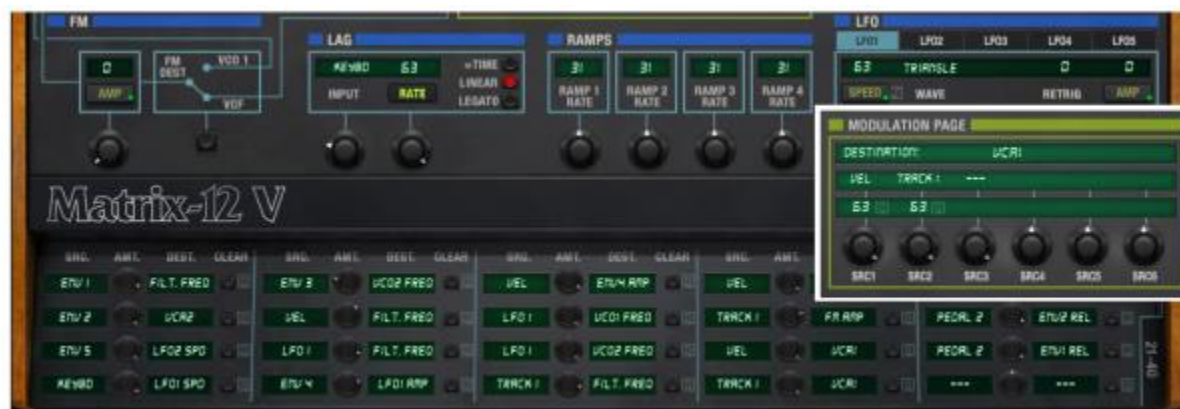 FM
LAG
RAMPS
LFO
LFO1 LFO2 LFO3 LFO4 LFO5
0
FM DEST
VCO 1
VCF
AMP
KEYBD 63
INPUT RATE
=TIME
LINEAR
LEGATO
31 31 31 31
RAMP 1 RATE
RAMP 2 RATE
RAMP 3 RATE
RAMP 4 RATE
63 TRIANGLE 0 0
SPEED WAVE RETRIG AMP
MODULATION PAGE
DESTINATION: VCA1
VEL TRACK 1 ---
63 63
SRC1 SRC2 SRC3 SRC4 SRC5 SRC6
Matrix-12 V
SRC. AMT. DEST. CLEAR SRC. AMT. DEST. CLEAR SRC. AMT. DEST. CLEAR SRC. AMT.
ENV 1 FILT. FREQ ENV 3 VCO2 FREQ VEL ENV4 AMP VEL
ENV 2 VCA2 VEL FILT. FREQ LFO 1 VCO1 FREQ TRACK 1 FM AMP PEDAL 2 ENV2 REL
ENV 5 LFO2 SPD LFO 1 FILT. FREQ LFO 1 VCO2 FREQ VEL VCA1 PEDAL 2 ENV1 REL
KEYBD LFO1 SPD ENV 4 LFO1 AMP TRACK 1 FILT. FREQ TRACK 1 VCA1 --- ---
21-40